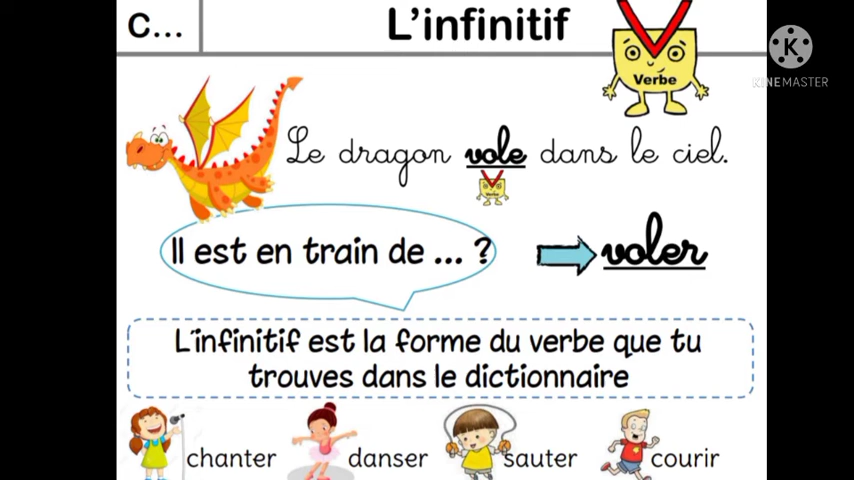 C...
L'infinitif
Verbe
KINEMASTER
Le dragon vole dans le ciel.
Verbe
Il est en train de ... ?
voler
L'infinitif est la forme du verbe que tu
trouves dans le dictionnaire
chanter danser sauter courir